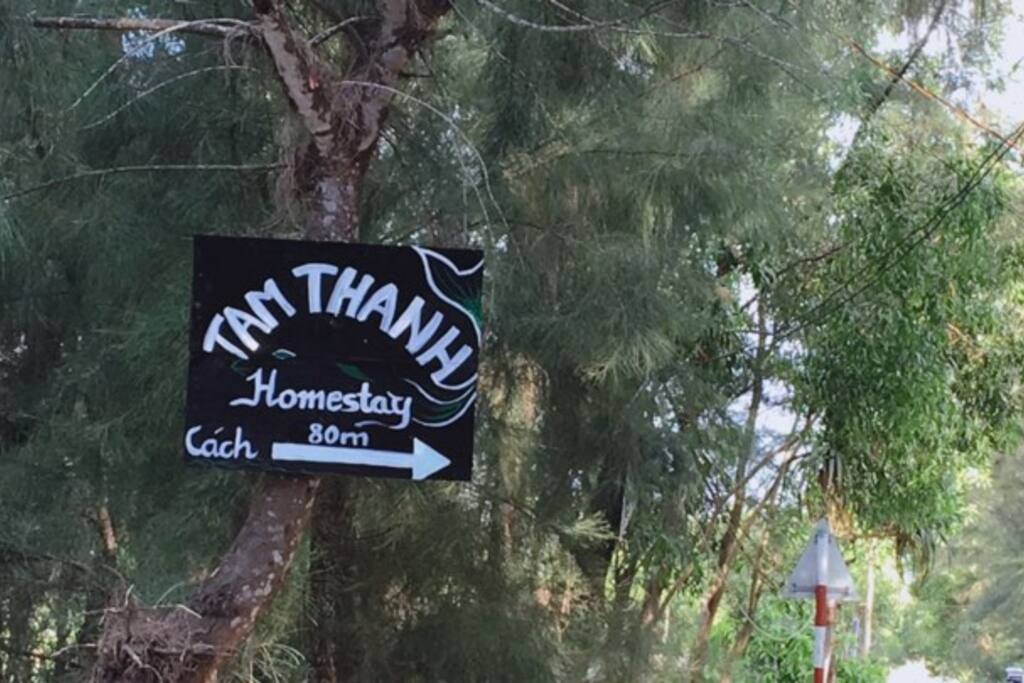 TAM THANH
Homestay
80m
Cách